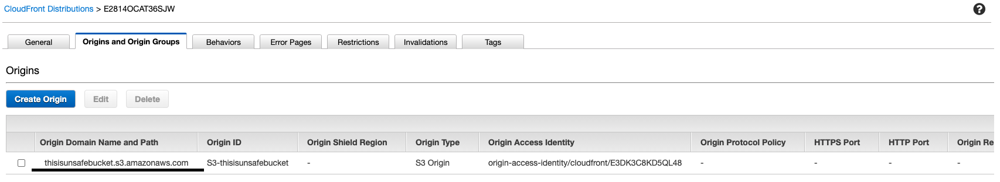 CloudFront Distributions > E2814OCAT36SJW
General Origins and Origin Groups Behaviors Error Pages Restrictions Invalidations Tags
Origins
Create Origin Edit Delete
Origin Domain Name and Path Origin ID Origin Shield Region Origin Type Origin Access Identity Origin Protocol Policy HTTPS Port HTTP Port Origin Re
thisisunsafebucket.s3.amazonaws.com S3-thisisunsafebucket - S3 Origin origin-access-identity/cloudfront/E3DK3C8KD5QL48 - - - -